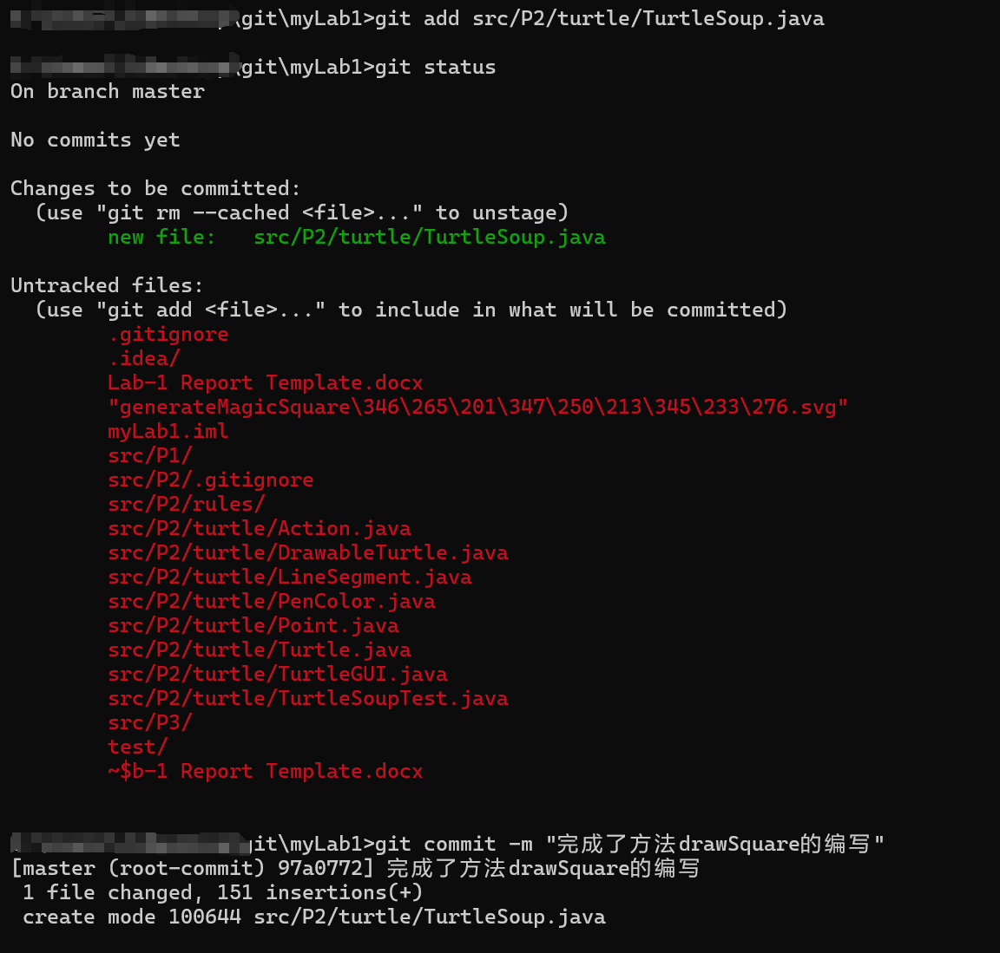 \git\myLab1>git add src/P2/turtle/TurtleSoup.java
\git\myLab1>git status
On branch master
No commits yet
Changes to be committed:
(use "git rm --cached <file>..." to unstage)
new file:   src/P2/turtle/TurtleSoup.java
Untracked files:
(use "git add <file>..." to include in what will be committed)
.gitignore
.idea/
Lab-1 Report Template.docx
"generateMagicSquare\346\265\201\347\250\213\345\233\276.svg"
myLab1.iml
src/P1/
src/P2/.gitignore
src/P2/rules/
src/P2/turtle/Action.java
src/P2/turtle/DrawableTurtle.java
src/P2/turtle/LineSegment.java
src/P2/turtle/PenColor.java
src/P2/turtle/Point.java
src/P2/turtle/Turtle.java
src/P2/turtle/TurtleGUI.java
src/P2/turtle/TurtleSoupTest.java
src/P3/
test/
~$b-1 Report Template.docx
git\myLab1>git commit -m "完成了方法drawSquare的编写"
[master (root-commit) 97a0772] 完成了方法drawSquare的编写
1 file changed, 151 insertions(+)
create mode 100644 src/P2/turtle/TurtleSoup.java